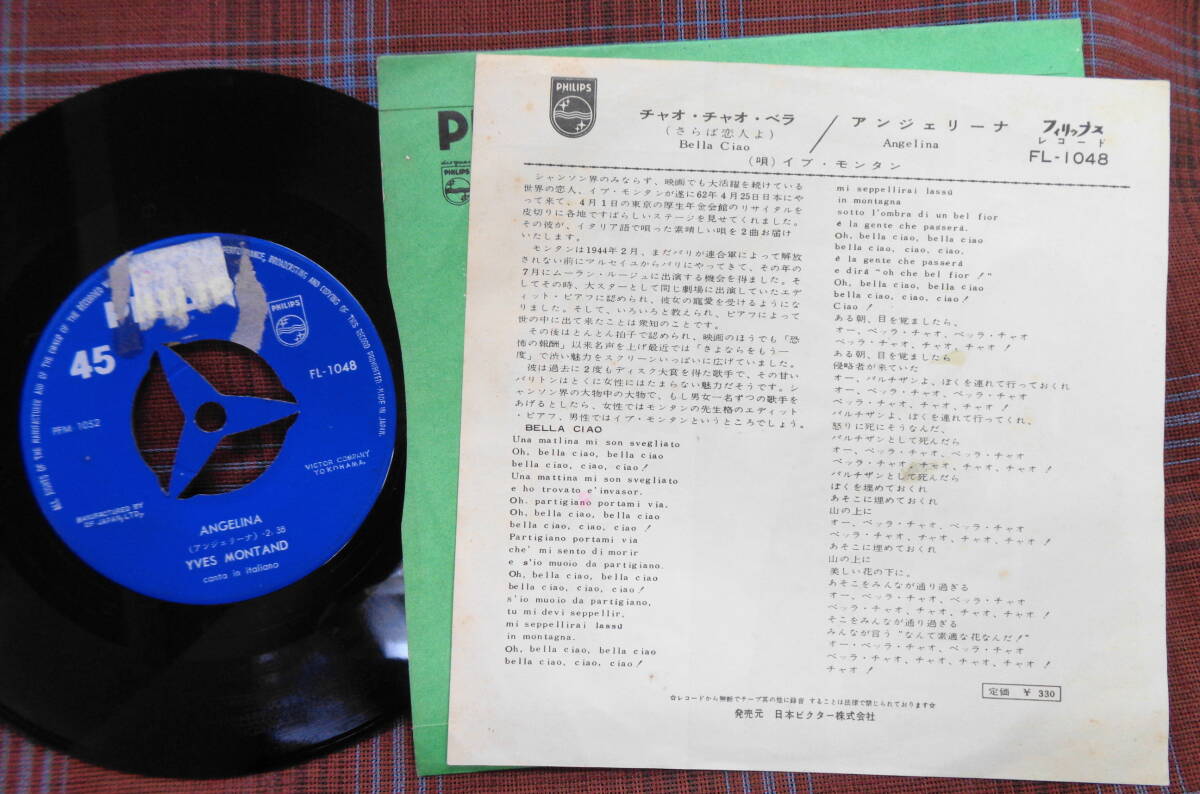 45
FL-1048
PHILIPS
PFM 1052
VICTOR COMPANY
YOKOHAMA.
MANUFACTURED BY
OF JAPAN, LTD,
ANGELINA
(アンジェリーナ)-2.38
YVES MONTAND
canta in italiano
PHILIPS
PHILIPS
チャオ・チャオ・ベラ
(さらば恋人よ)
Bella Ciao
/
アンジェリーナ
Angelina
フィリップス
レコード
FL-1048
(唄)イブ・モンタン
シャンソン界のみならず、映画でも大活躍を続けている
世界の恋人、イブ・モンタンが遂に62年4月25日日本にや
って来て、4月1日の東京の厚生年金会館のリサイタルを
皮切りに各地ですばらしいステージを見せてくれました。
その彼が、イタリア語で唄った素晴しい唄を2曲お届け
いたします。
モンタンは1944年2月、まだパリが連合軍によって解放
されない前にマルセイユからパリにやってきて、その年の
7月にムーラン・ルージュに出演する機会を得ました。そ
してその時、大スターとして同じ劇場に出演していたエデ
ィット・ピアフに認められ、彼女の寵愛を受けるようにな
りました。そして、いろいろと教えられ、ピアフによって
世の中に出て来たことは衆知のことです。
その後はとんとん拍子で認められ、映画のほうでも「恐
怖の報酬」以来名声を上げ最近では「さよならをもう一
度」で渋い魅力をスクリーンいっぱいに広げていました。
彼は過去に2度もディスク大賞を得た歌手で、その甘い
バリトンはとくに女性にはたまらない魅力だそうです。シ
ャンソン界の大物中の大物で、もし男女一名ずつの歌手を
あげるとしたら、女性ではモンタンの先生格のエディット
・ピアフ、男性ではイブ・モンタンというところでしょう。
BELLA CIAO
Una matlina mi son svegliato
Oh, bella ciao, bella ciao
bella ciao, ciao, ciao!
Una mattina mi son svegliato
e ho trovato e'invasor.
Oh. partigiano portami via.
Oh, bella ciao, bella ciao
bella ciao, ciao, ciao !
Partigiano portami via
che' mi sento di morir
e s'io muoio da partigiano.
Oh, bella ciao, bella ciao
bella ciao, ciao, ciao!
s'io muoio da partigiano,
tu mi devi seppellir.
mi seppellirai lassú
in montagna.
Oh, bella ciao, bella ciao
bella ciao, ciao, ciao!
mi seppellirai lassú
in montagna
sotto l'ombra di un bel fior
é la gente che passerá.
Oh, bella ciao, bella ciao
bella ciao, ciao, ciao.
é la gente che passerá
e dirá "oh che bel fior !"
Oh, bella ciao, bella ciao
bella ciao, ciao, ciao!
Ciao !
ある朝、目を覚ましたら、
オー、ベッラ・チャオ、ベッラ・チャオ
ベッラ・チャオ、チャオ、チャオ!
ある朝、目を覚ましたら
侵略者が来ていた
オー、パルチザンよ、ぼくを連れて行っておくれ
オー、ベッラ・チャオ、ベッラ・チャオ
ベッラ・チャオ、チャオ、チャオ!
パルチザンよ、ぼくを連れて行ってくれ、
怒りに死にそうなんだ、
パルチザンとして死んだら
オー、ベッラ・チャオ、ベッラ・チャオ
ベッラ・チャオ、チャオ、チャオ、チャオ!
パルチザンとして死んだら
ぼくを埋めておくれ
あそこに埋めておくれ
山の上に
オー、ベッラ・チャオ、ベッラ・チャオ
ベッラ・チャオ、チャオ、チャオ、チャオ!
あそこに埋めておくれ
山の上に
美しい花の下に。
あそこをみんなが通り過ぎる
オー、ベッラ・チャオ、ベッラ・チャオ
ベッラ・チャオ、チャオ、チャオ、チャオ!
そこをみんなが通り過ぎる
みんなが言う "なんて素適な花なんだ!"
オー・ベッラ・チャオ、ベッラ・チャオ
ベッラ・チャオ、チャオ、チャオ、チャオ!
チャオ!
定価 ¥ 330
☆レコードから無断でテープ其の他に録音することは法律で禁じられております☆
発売元 日本ビクター株式会社